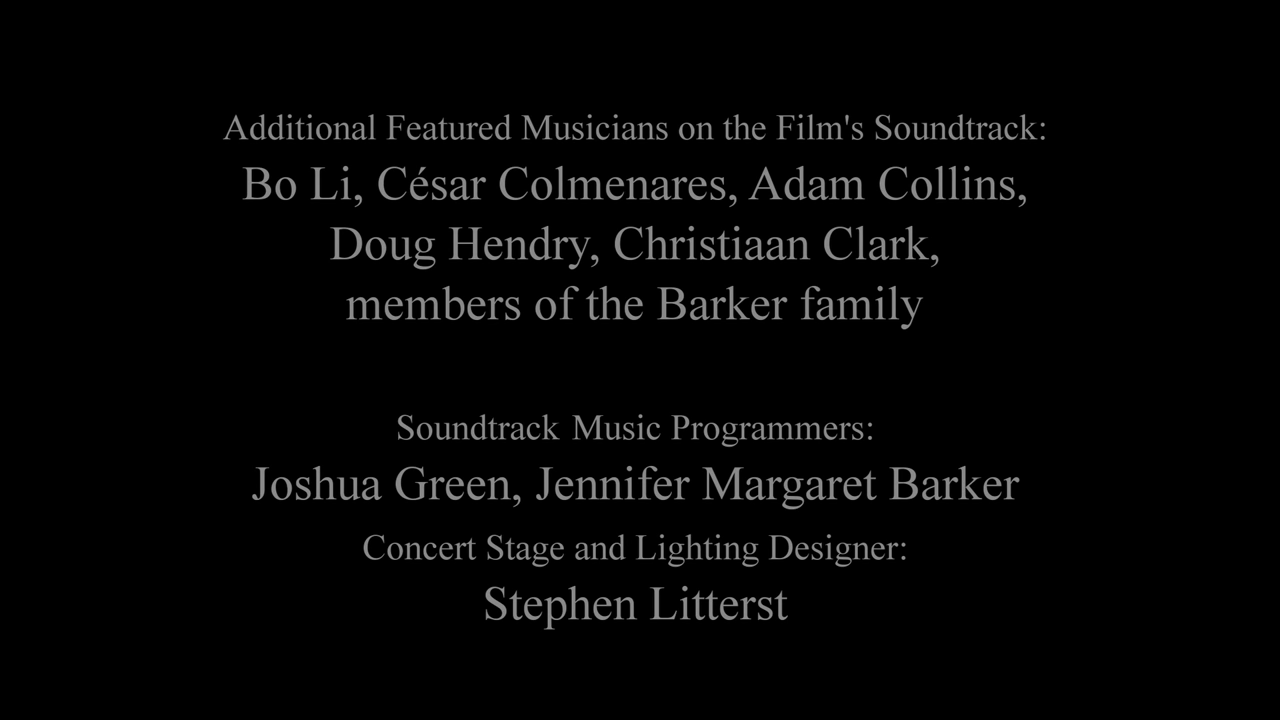 Additional Featured Musicians on the Film's Soundtrack:
Bo Li, César Colmenares, Adam Collins,
Doug Hendry, Christiaan Clark,
members of the Barker family
Soundtrack Music Programmers:
Joshua Green, Jennifer Margaret Barker
Concert Stage and Lighting Designer:
Stephen Litterst